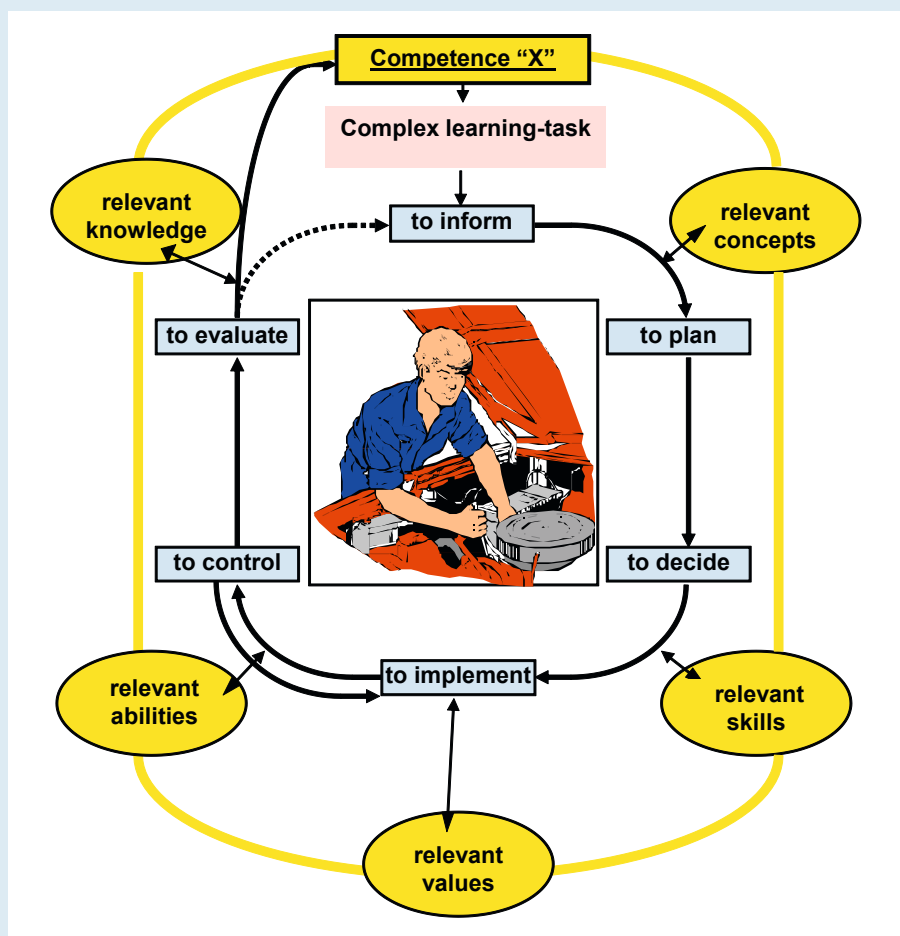 Competence “X”
Complex learning-task
to inform
relevant
knowledge
relevant
concepts
to evaluate
to plan
to control
to decide
to implement
relevant
abilities
relevant
skills
relevant
values